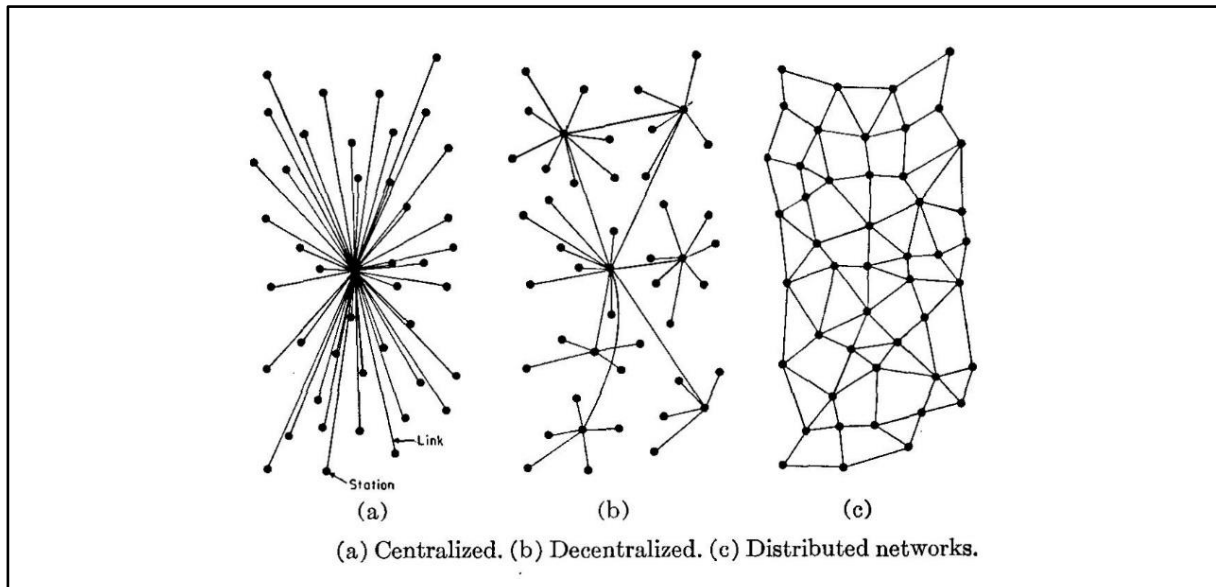 Link
Station
(a)
(b)
(c)
(a) Centralized. (b) Decentralized. (c) Distributed networks.